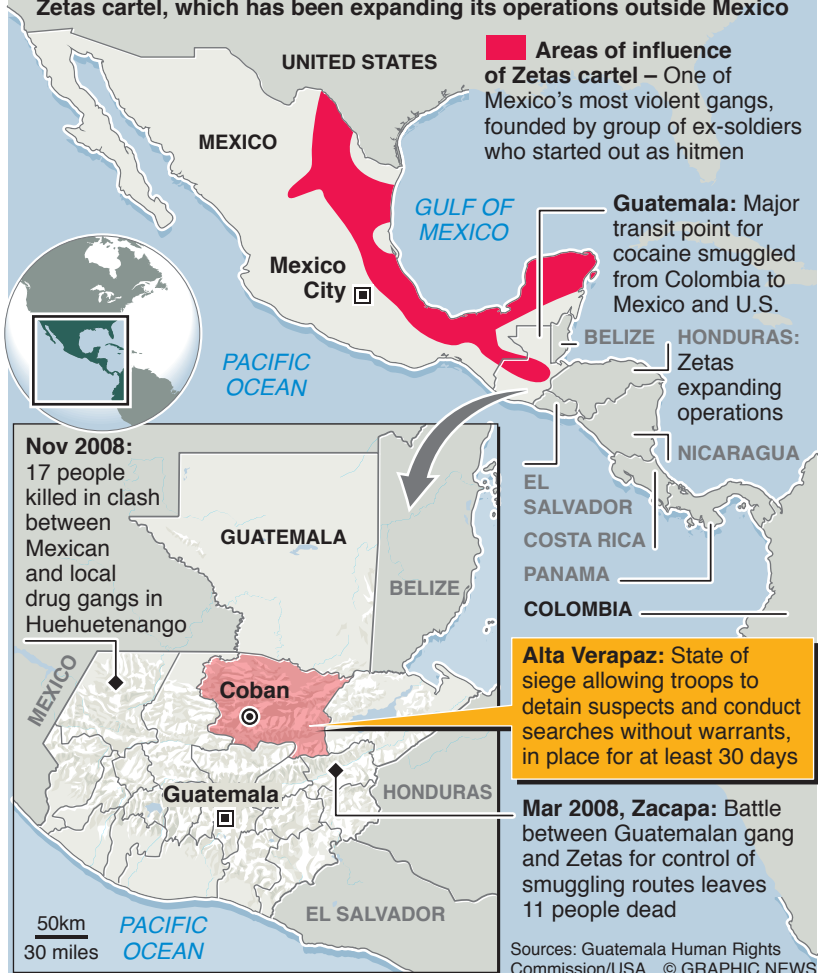 Zetas cartel, which has been expanding its operations outside Mexico
UNITED STATES
Areas of influence
of Zetas cartel – One of
Mexico’s most violent gangs,
founded by group of ex-soldiers
who started out as hitmen
MEXICO
GULF OF
MEXICO
Guatemala: Major
transit point for
cocaine smuggled
from Colombia to
Mexico and U.S.
Mexico
City
PACIFIC
OCEAN
BELIZE
HONDURAS:
Zetas
expanding
operations
NICARAGUA
EL
SALVADOR
COSTA RICA
PANAMA
COLOMBIA
Nov 2008:
17 people
killed in clash
between
Mexican
and local
drug gangs in
Huehuetenango
GUATEMALA
BELIZE
MEXICO
Coban
Alta Verapaz: State of
siege allowing troops to
detain suspects and conduct
searches without warrants,
in place for at least 30 days
Guatemala
HONDURAS
Mar 2008, Zacapa: Battle
between Guatemalan gang
and Zetas for control of
smuggling routes leaves
11 people dead
EL SALVADOR
50km
30 miles
PACIFIC
OCEAN
Sources: Guatemala Human Rights
Commission/USA © GRAPHIC NEWS